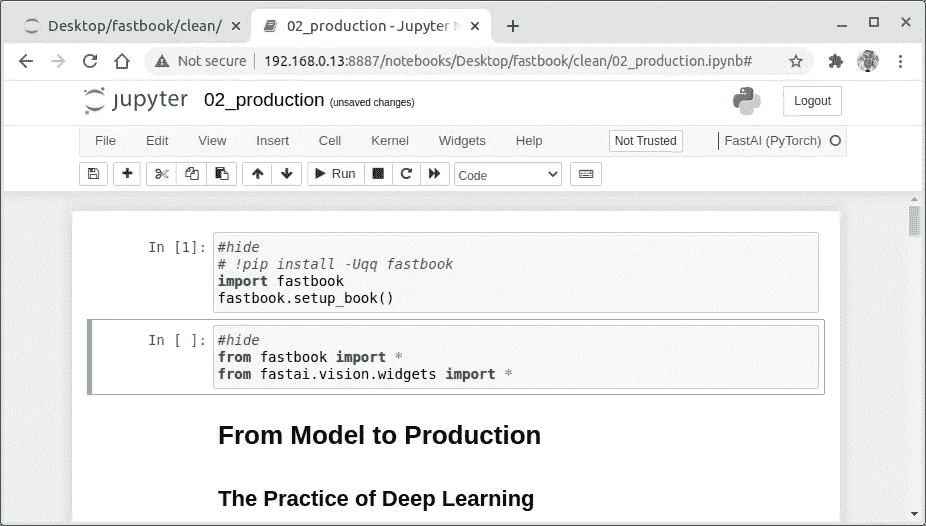 Desktop/fastbook/clean/
02_production - Jupyter N
Not secure
192.168.0.13:8887/notebooks/Desktop/fastbook/clean/02_production.ipynb#
jupyter 02_production (unsaved changes)
Logout
File Edit View Insert Cell Kernel Widgets Help
Not Trusted
FastAI (PyTorch)
Run
Code
In [1]:
#hide
# !pip install -Uqq fastbook
import fastbook
fastbook.setup_book()
In [ ]:
#hide
from fastbook import *
from fastai.vision.widgets import *
From Model to Production
The Practice of Deep Learning